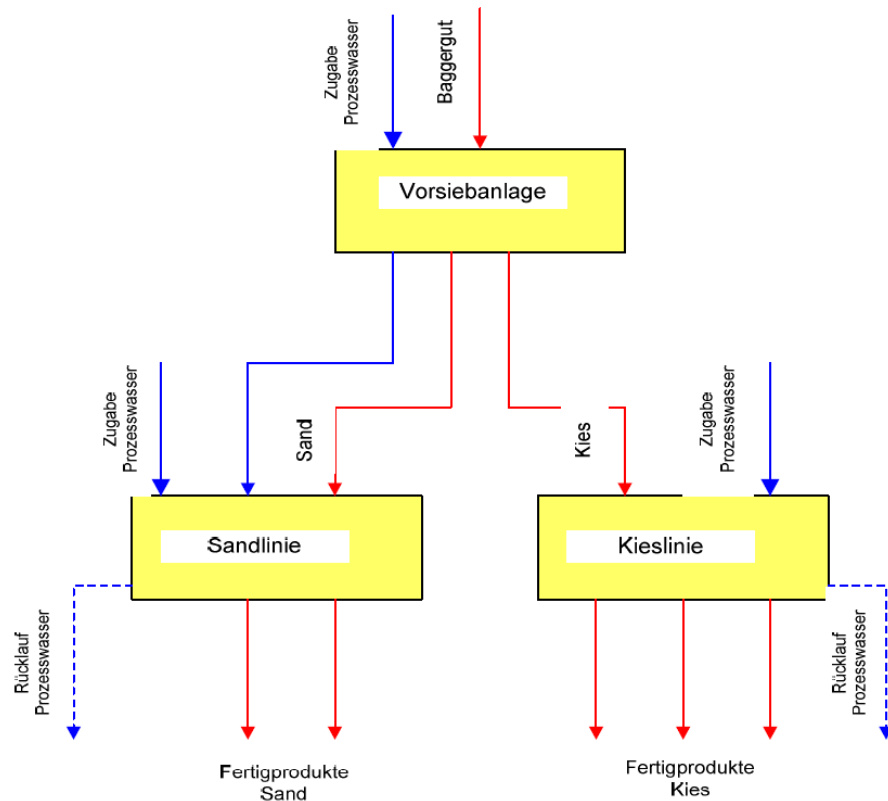 Zugabe
Prozesswasser
Baggergut
Vorsiebanlage
Zugabe
Prozesswasser
Sand
Kies
Zugabe
Prozesswasser
Sandlinie
Kieslinie
Rücklauf
Prozesswasser
Rücklauf
Prozesswasser
Fertigprodukte
Sand
Fertigprodukte
Kies